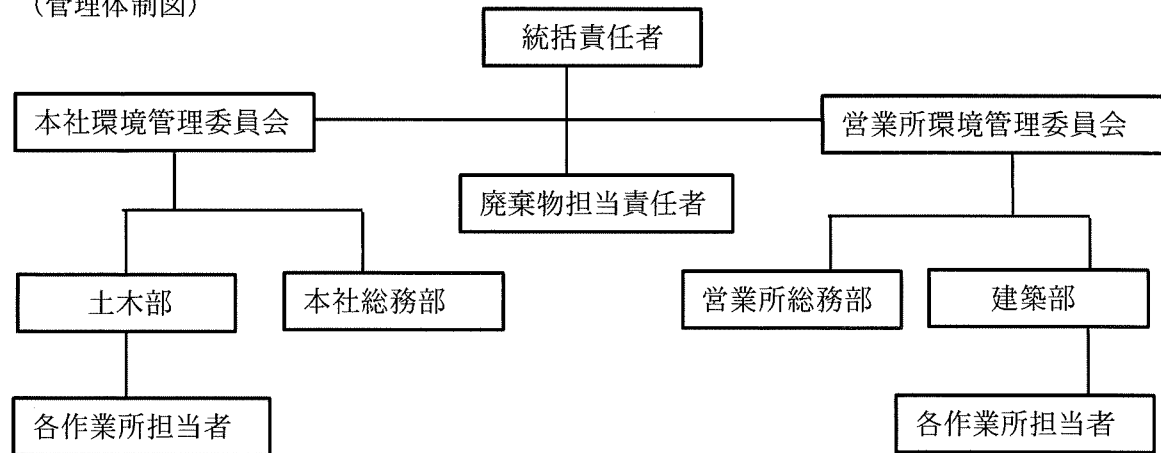 (管理体制図)
統括責任者
本社環境管理委員会
営業所環境管理委員会
廃棄物担当責任者
土木部
本社総務部
営業所総務部
建築部
各作業所担当者
各作業所担当者